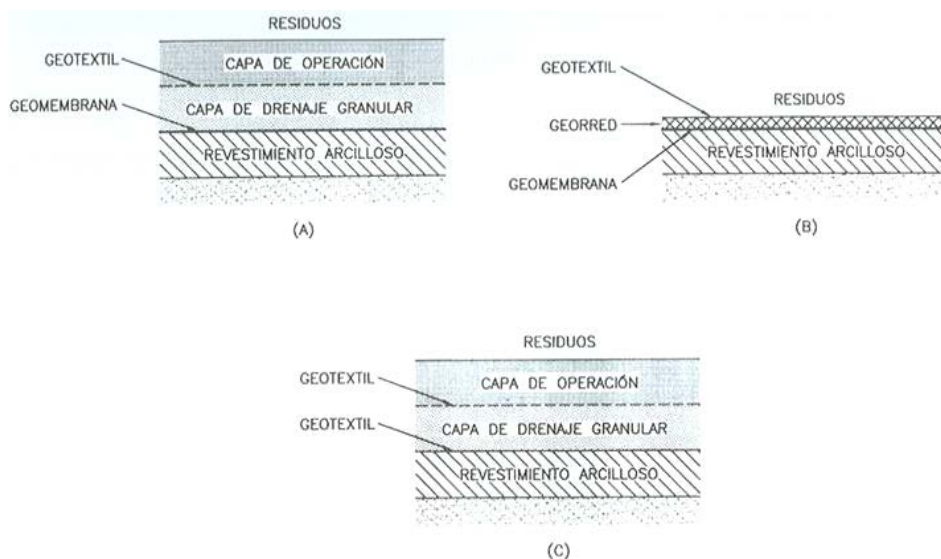 RESIDUOS
GEOTEXTIL
CAPA DE OPERACIÓN
GEOMEMBRANA
CAPA DE DRENAJE GRANULAR
REVESTIMIENTO ARCILLOSO
(A)
GEOTEXTIL
RESIDUOS
GEORRED
REVESTIMIENTO ARCILLOSO
GEOMEMBRANA
(B)
RESIDUOS
GEOTEXTIL
CAPA DE OPERACIÓN
GEOTEXTIL
CAPA DE DRENAJE GRANULAR
REVESTIMIENTO ARCILLOSO
(C)